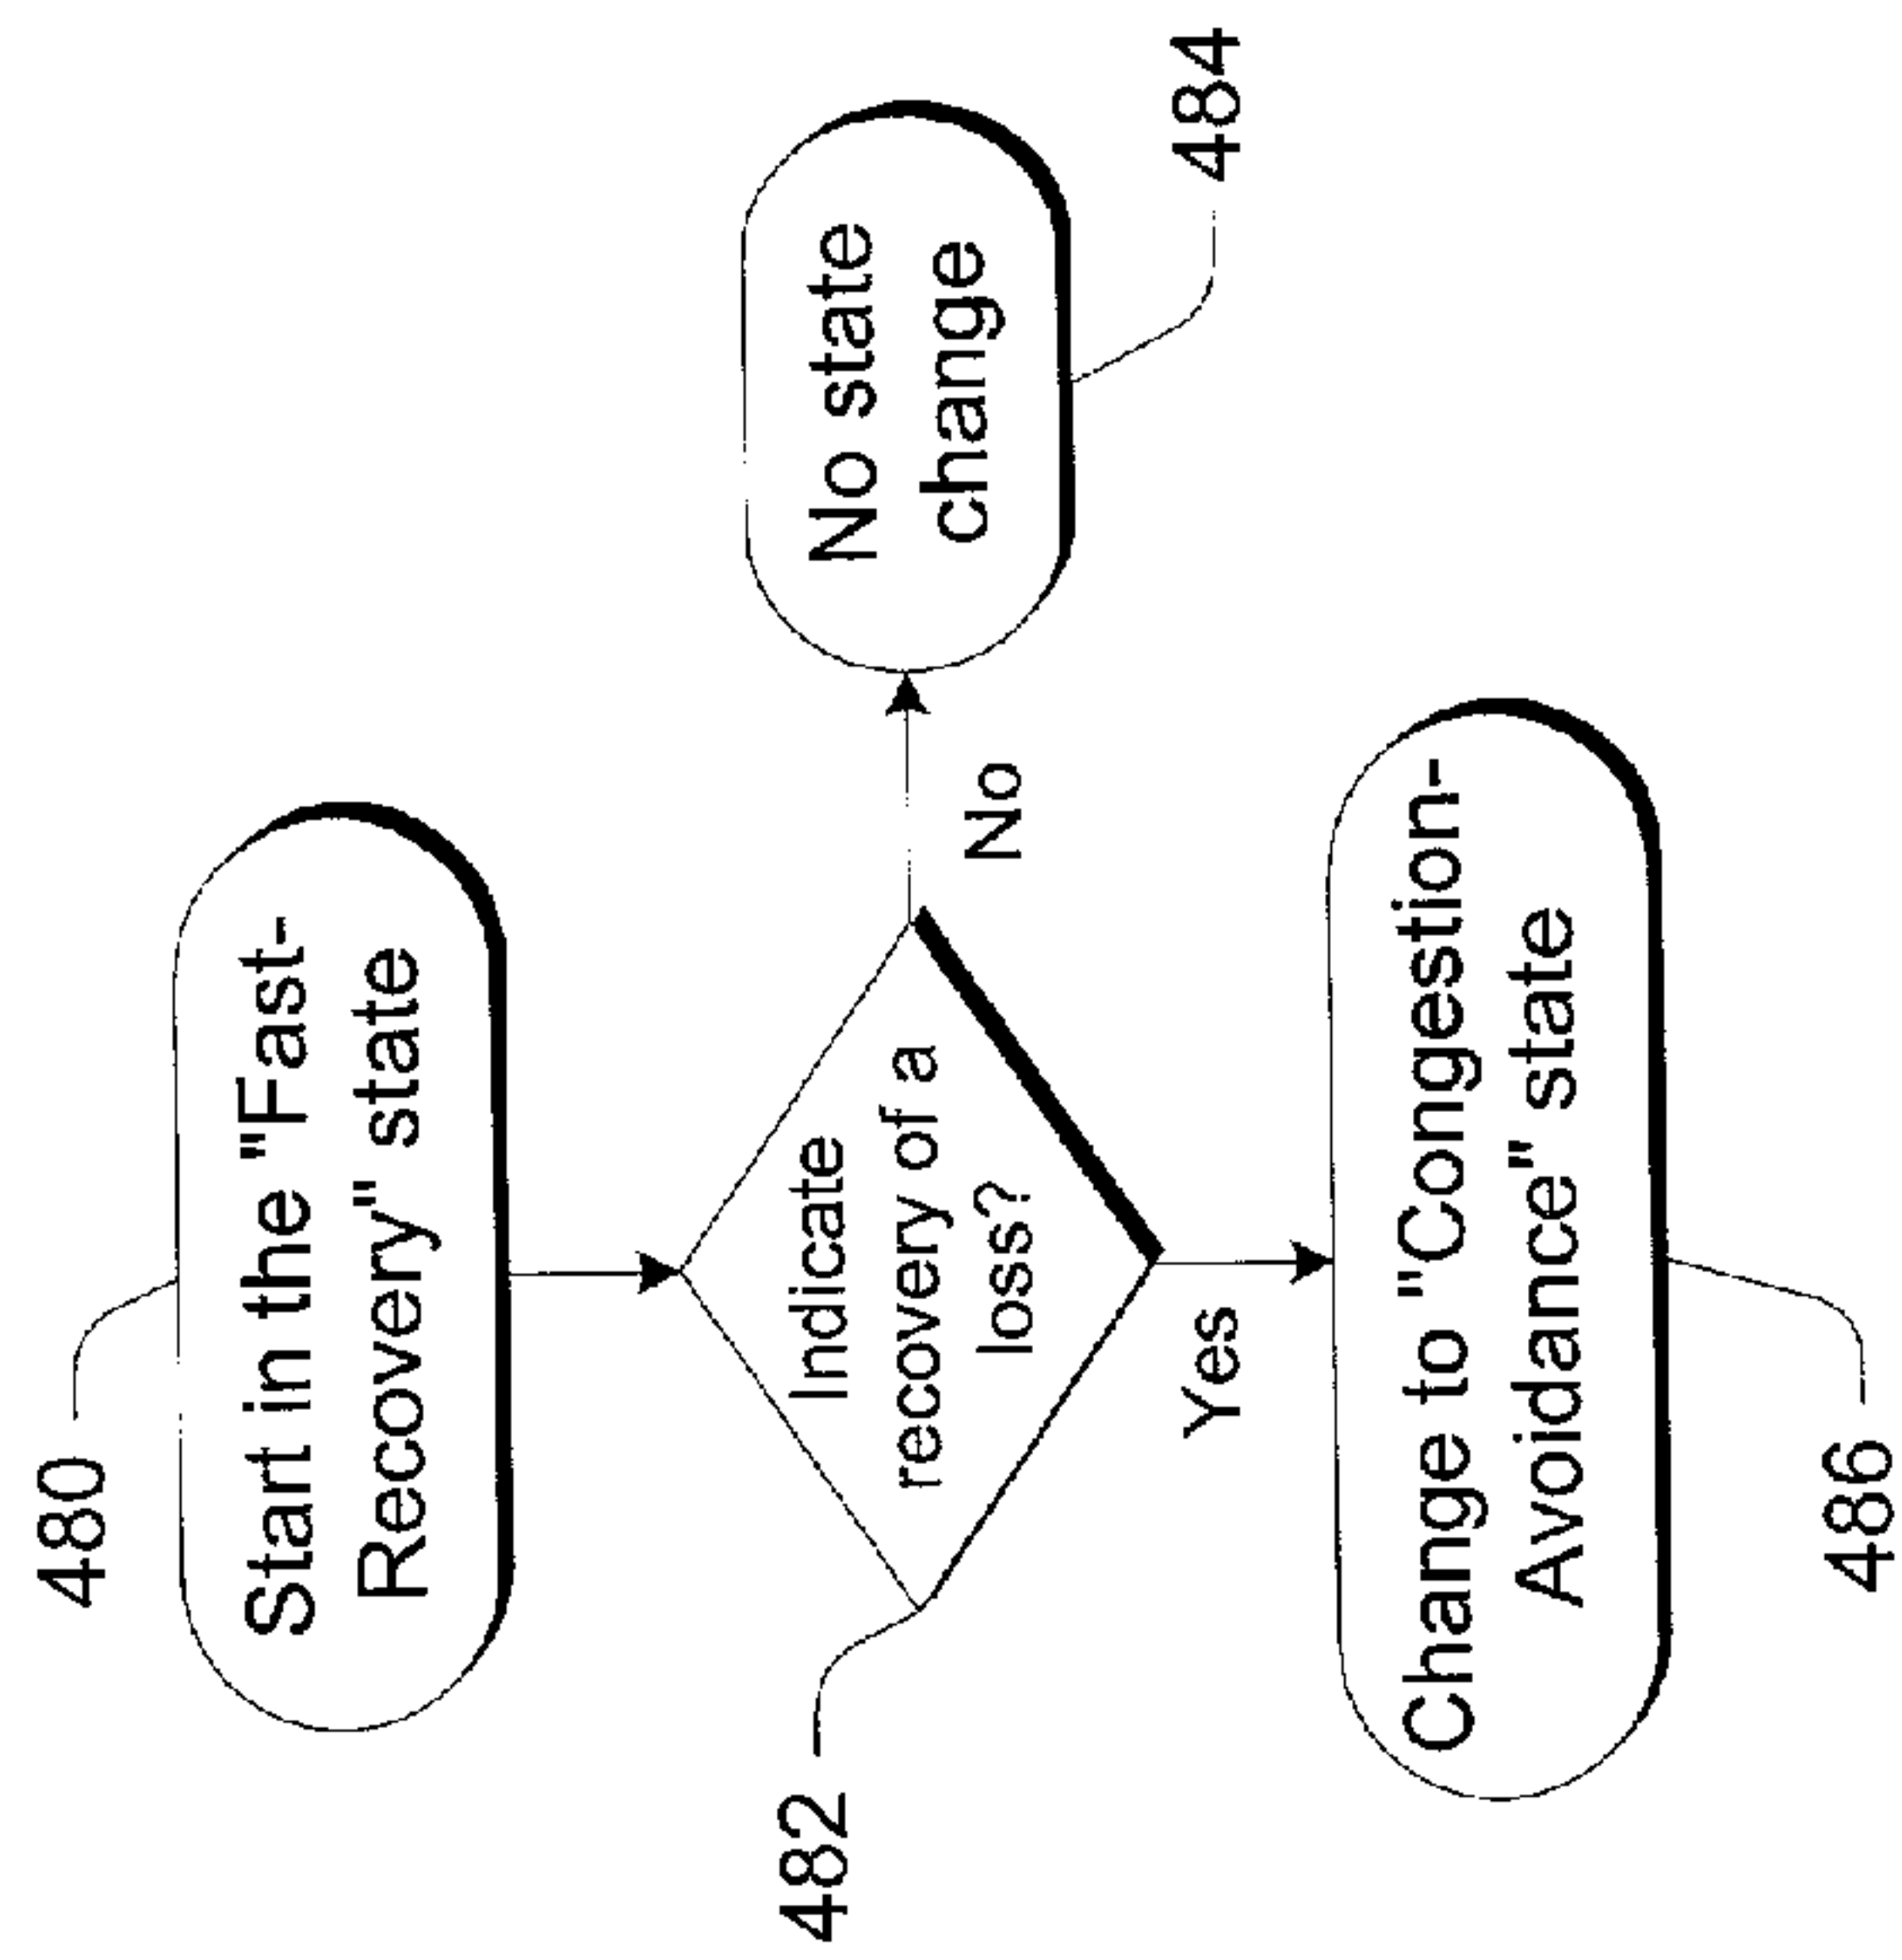 480
Start in the "Fast-
Recovery" state
482
Indicate
recovery of a
loss?
No
No state
change
484
Yes
Change to "Congestion-
Avoidance" state
486